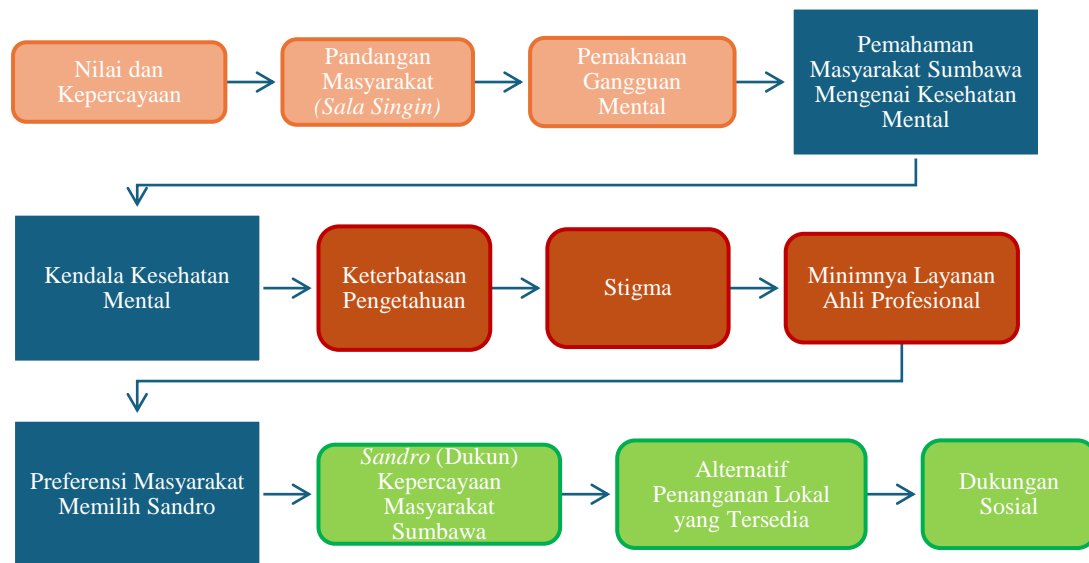 Nilai dan
Kepercayaan
Pandangan
Masyarakat
(Sala Singin)
Pemaknaan
Gangguan
Mental
Pemahaman
Masyarakat Sumbawa
Mengenai Kesehatan
Mental
Kendala Kesehatan
Mental
Keterbatasan
Pengetahuan
Stigma
Minimnya Layanan
Ahli Profesional
Preferensi Masyarakat
Memilih Sandro
Sandro (Dukun)
Kepercayaan
Masyarakat
Sumbawa
Alternatif
Penanganan Lokal
yang Tersedia
Dukungan
Sosial